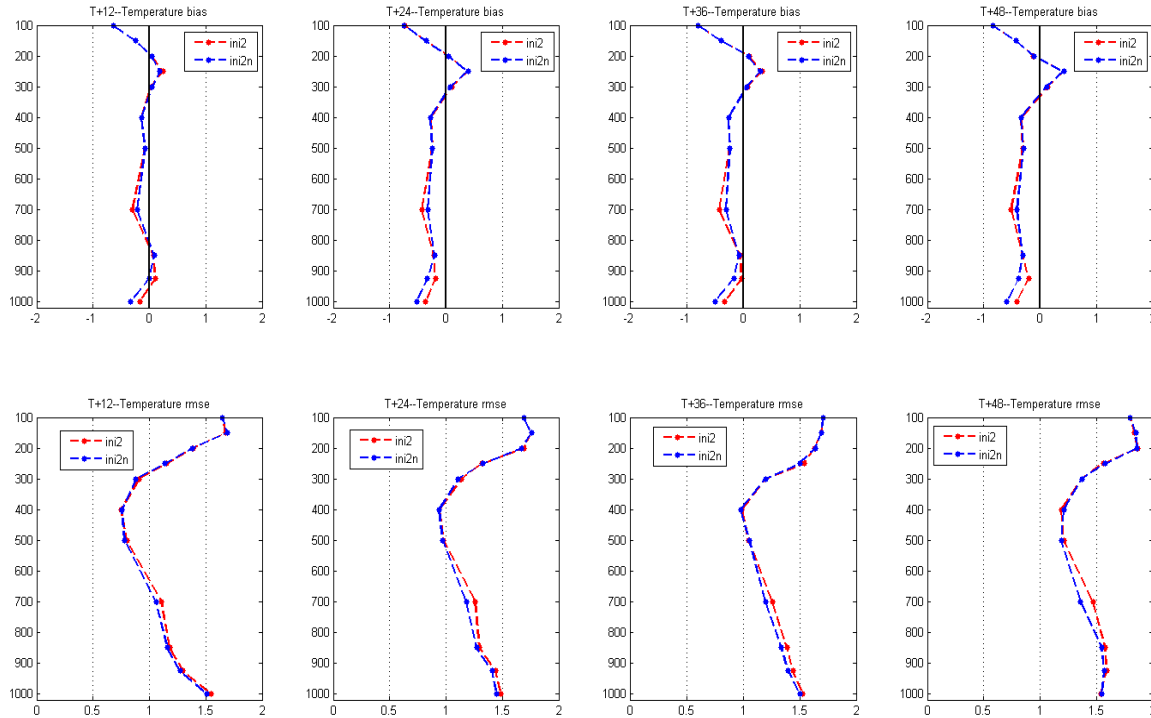 T+12--Temperature bias
T+24--Temperature bias
T+36--Temperature bias
T+48--Temperature bias
100
200
300
400
500
600
700
800
900
1000
-2 -1 0 1 2
ini2
ini2n
100
200
300
400
500
600
700
800
900
1000
-2 -1 0 1 2
ini2
ini2n
100
200
300
400
500
600
700
800
900
1000
-2 -1 0 1 2
ini2
ini2n
100
200
300
400
500
600
700
800
900
1000
-2 -1 0 1 2
ini2
ini2n
T+12--Temperature rmse
T+24--Temperature rmse
T+36--Temperature rmse
T+48--Temperature rmse
100
200
300
400
500
600
700
800
900
1000
0 0.5 1 1.5 2
ini2
ini2n
100
200
300
400
500
600
700
800
900
1000
0 0.5 1 1.5 2
ini2
ini2n
100
200
300
400
500
600
700
800
900
1000
0 0.5 1 1.5 2
ini2
ini2n
100
200
300
400
500
600
700
800
900
1000
0 0.5 1 1.5 2
ini2
ini2n